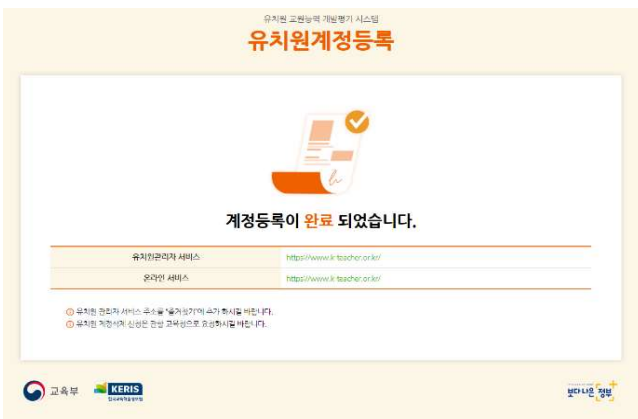 유치원 교원능력 개발평가 시스템
유치원계정등록
계정등록이 완료 되었습니다.
유치원관리자 서비스
https://www.k-teacher.or.kr/
온라인 서비스
https://www.k-teacher.or.kr/
유치원 관리자 서비스 주소를 "즐겨찾기"에 추가 하시길 바랍니다.
유치원 계정삭제 신청은 관할 교육청으로 요청하시길 바랍니다.
교육부
KERIS
한국교육학술정보원
보다나은 정부